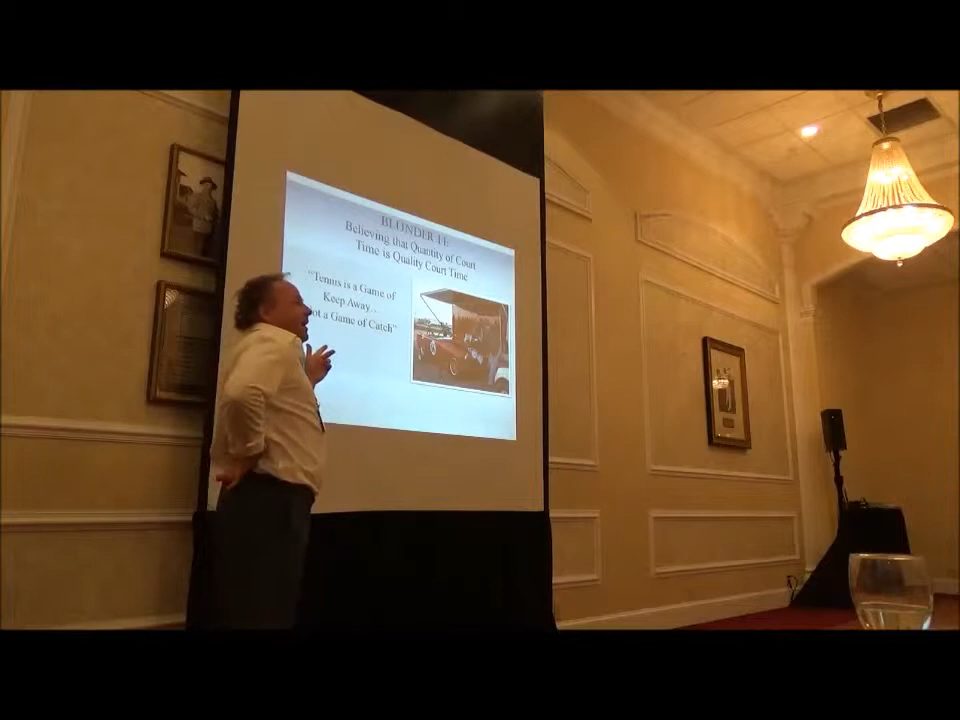 BLUNDER 14:
Believing that Quantity of Court
Time is Quality Court Time
"Tennis is a Game of
Keep Away…
ot a Game of Catch"